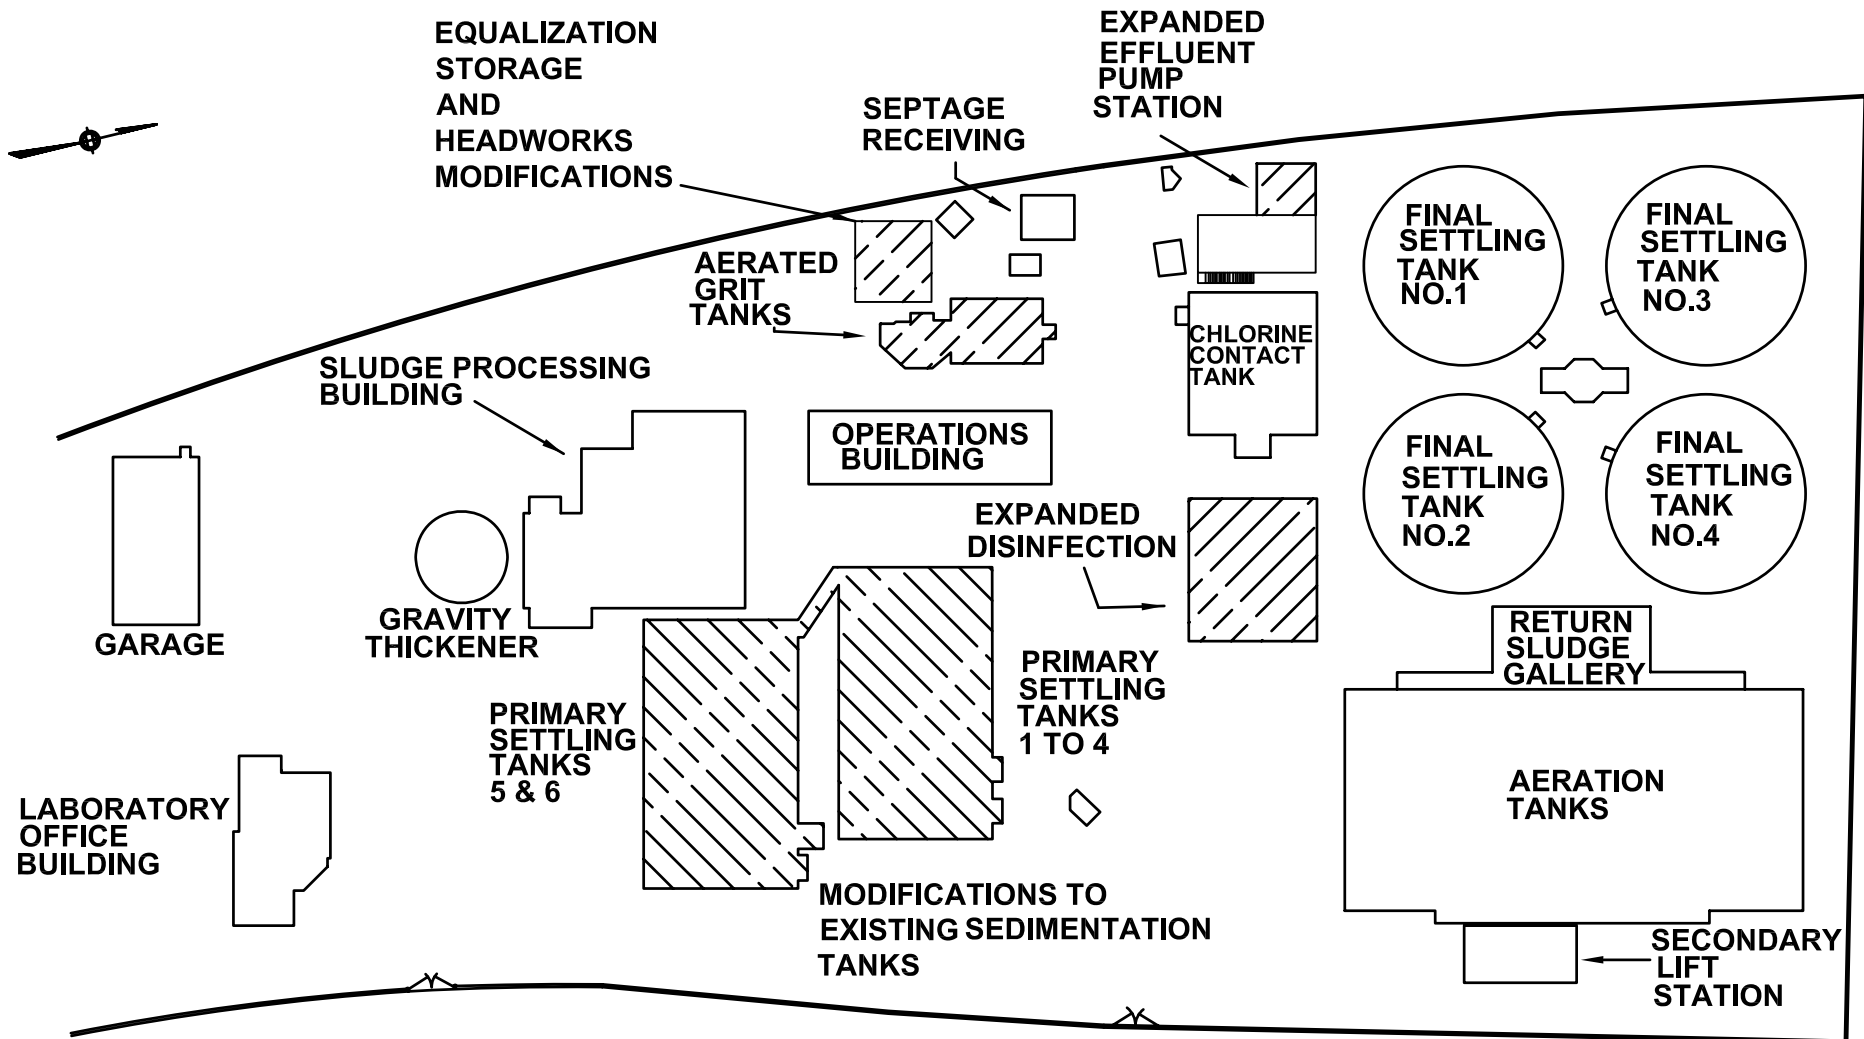 EQUALIZATION
STORAGE
AND
HEADWORKS
MODIFICATIONS
SEPTAGE
RECEIVING
EXPANDED
EFFLUENT
PUMP
STATION
AERATED
GRIT
TANKS
SLUDGE PROCESSING
BUILDING
OPERATIONS
BUILDING
CHLORINE
CONTACT
TANK
FINAL
SETTLING
TANK
NO.1
FINAL
SETTLING
TANK
NO.3
FINAL
SETTLING
TANK
NO.2
FINAL
SETTLING
TANK
NO.4
EXPANDED
DISINFECTION
GARAGE
GRAVITY
THICKENER
PRIMARY
SETTLING
TANKS
5 & 6
PRIMARY
SETTLING
TANKS
1 TO 4
RETURN
SLUDGE
GALLERY
AERATION
TANKS
LABORATORY
OFFICE
BUILDING
MODIFICATIONS TO
EXISTING SEDIMENTATION
TANKS
SECONDARY
LIFT
STATION